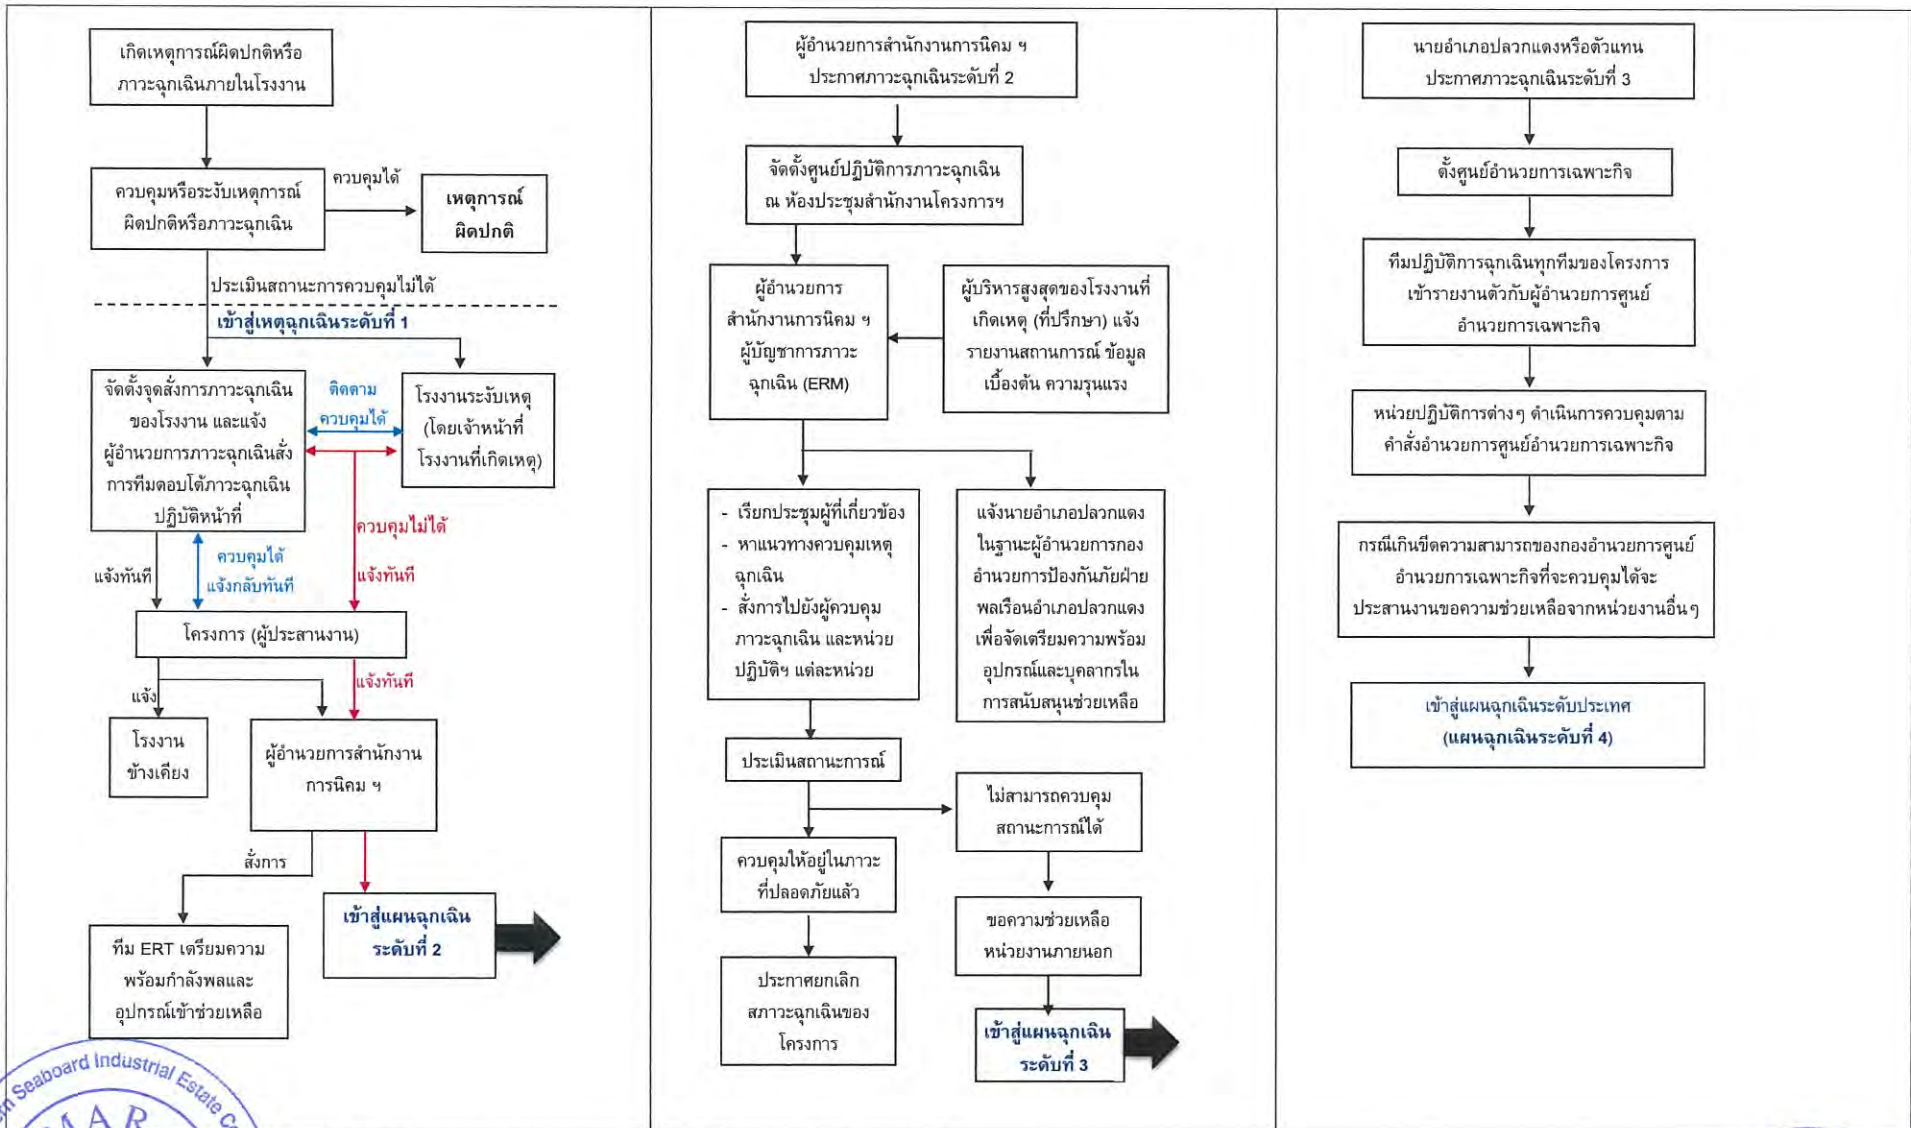 เกิดเหตุการณ์ผิดปกติหรือ
ภาวะฉุกเฉินภายในโรงงาน
ควบคุมหรือระงับเหตุการณ์
ผิดปกติหรือภาวะฉุกเฉิน
ควบคุมได้
เหตุการณ์
ผิดปกติ
ประเมินสถานะการควบคุมไม่ได้
เข้าสู่เหตุฉุกเฉินระดับที่ 1
จัดตั้งจุดสั่งการภาวะฉุกเฉิน
ของโรงงาน และแจ้ง
ผู้อำนวยการภาวะฉุกเฉินสั่ง
การทีมตอบโต้ภาวะฉุกเฉิน
ปฏิบัติหน้าที่
ติดตาม
ควบคุมได้
โรงงานระงับเหตุ
(โดยเจ้าหน้าที่
โรงงานที่เกิดเหตุ)
ควบคุมไม่ได้
แจ้งทันที
ควบคุมได้
แจ้งกลับทันที
แจ้งทันที
โครงการ (ผู้ประสานงาน)
แจ้ง
แจ้งทันที
โรงงาน
ข้างเคียง
ผู้อำนวยการสำนักงาน
การนิคม ฯ
สั่งการ
ทีม ERT เตรียมความ
พร้อมกำลังพลและ
อุปกรณ์เข้าช่วยเหลือ
เข้าสู่แผนฉุกเฉิน
ระดับที่ 2
ผู้อำนวยการสำนักงานการนิคม ฯ
ประกาศภาวะฉุกเฉินระดับที่ 2
จัดตั้งศูนย์ปฏิบัติการภาวะฉุกเฉิน
ณ ห้องประชุมสำนักงานโครงการฯ
ผู้อำนวยการ
สำนักงานการนิคม ฯ
ผู้บัญชาการภาวะ
ฉุกเฉิน (ERM)
ผู้บริหารสูงสุดของโรงงานที่
เกิดเหตุ (ที่ปรึกษา) แจ้ง
รายงานสถานการณ์ ข้อมูล
เบื้องต้น ความรุนแรง
- เรียกประชุมผู้ที่เกี่ยวข้อง
- หาแนวทางควบคุมเหตุ
ฉุกเฉิน
- สั่งการไปยังผู้ควบคุม
ภาวะฉุกเฉิน และหน่วย
ปฏิบัติฯ แต่ละหน่วย
แจ้งนายอำเภอปลวกแดง
ในฐานะผู้อำนวยการกอง
อำนวยการป้องกันภัยฝ่าย
พลเรือนอำเภอปลวกแดง
เพื่อจัดเตรียมความพร้อม
อุปกรณ์และบุคลากรใน
การสนับสนุนช่วยเหลือ
ประเมินสถานะการณ์
ไม่สามารถควบคุม
สถานะการณ์ได้
ควบคุมให้อยู่ในภาวะ
ที่ปลอดภัยแล้ว
ขอความช่วยเหลือ
หน่วยงานภายนอก
ประกาศยกเลิก
สภาวะฉุกเฉินของ
โครงการ
เข้าสู่แผนฉุกเฉิน
ระดับที่ 3
นายอำเภอปลวกแดงหรือตัวแทน
ประกาศภาวะฉุกเฉินระดับที่ 3
ตั้งศูนย์อำนวยการเฉพาะกิจ
ทีมปฏิบัติการฉุกเฉินทุกทีมของโครงการ
เข้ารายงานตัวกับผู้อำนวยการศูนย์
อำนวยการเฉพาะกิจ
หน่วยปฏิบัติการต่างๆ ดำเนินการควบคุมตาม
คำสั่งอำนวยการศูนย์อำนวยการเฉพาะกิจ
กรณีเกินขีดความสามารถของกองอำนวยการศูนย์
อำนวยการเฉพาะกิจที่จะควบคุมได้จะ
ประสานงานขอความช่วยเหลือจากหน่วยงานอื่นๆ
เข้าสู่แผนฉุกเฉินระดับประเทศ
(แผนฉุกเฉินระดับที่ 4)
Seaboard Industrial Estate